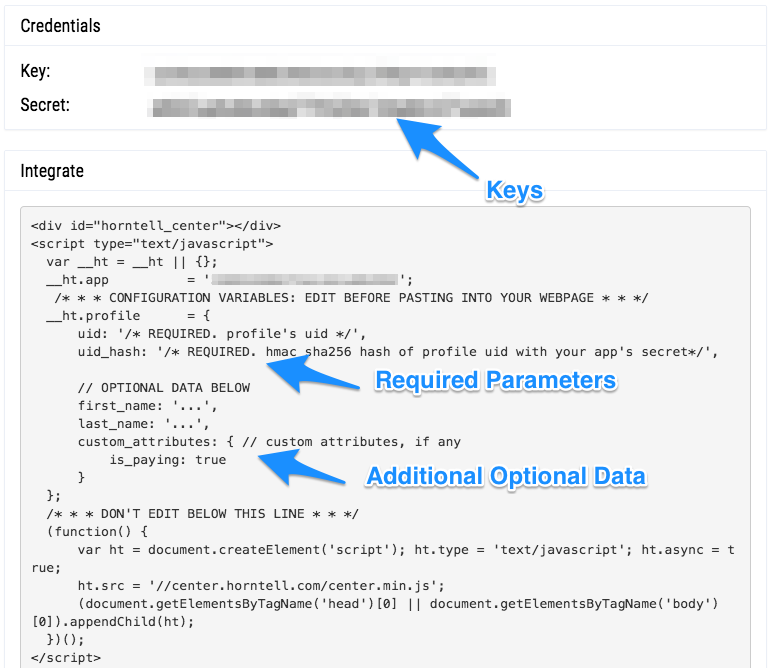 Credentials
Key:
Secret:
Keys
Integrate
<div id="horntell_center"></div>
<script type="text/javascript">
var __ht = __ht || {};
__ht.app = '';
/* * * CONFIGURATION VARIABLES: EDIT BEFORE PASTING INTO YOUR WEBPAGE * * */
__ht.profile = {
uid: '/* REQUIRED. profile's uid */',
uid_hash: '/* REQUIRED. hmac sha256 hash of profile uid with your app's secret*/',
Required Parameters
// OPTIONAL DATA BELOW
first_name: '...',
last_name: '...',
custom_attributes: { // custom attributes, if any
is_paying: true
Additional Optional Data
}
};
/* * * DON'T EDIT BELOW THIS LINE * * */
(function() {
var ht = document.createElement('script'); ht.type = 'text/javascript'; ht.async = t
rue;
ht.src = '//center.horntell.com/center.min.js';
(document.getElementsByTagName('head')[0] || document.getElementsByTagName('body')
[0]).appendChild(ht);
})();
</script>